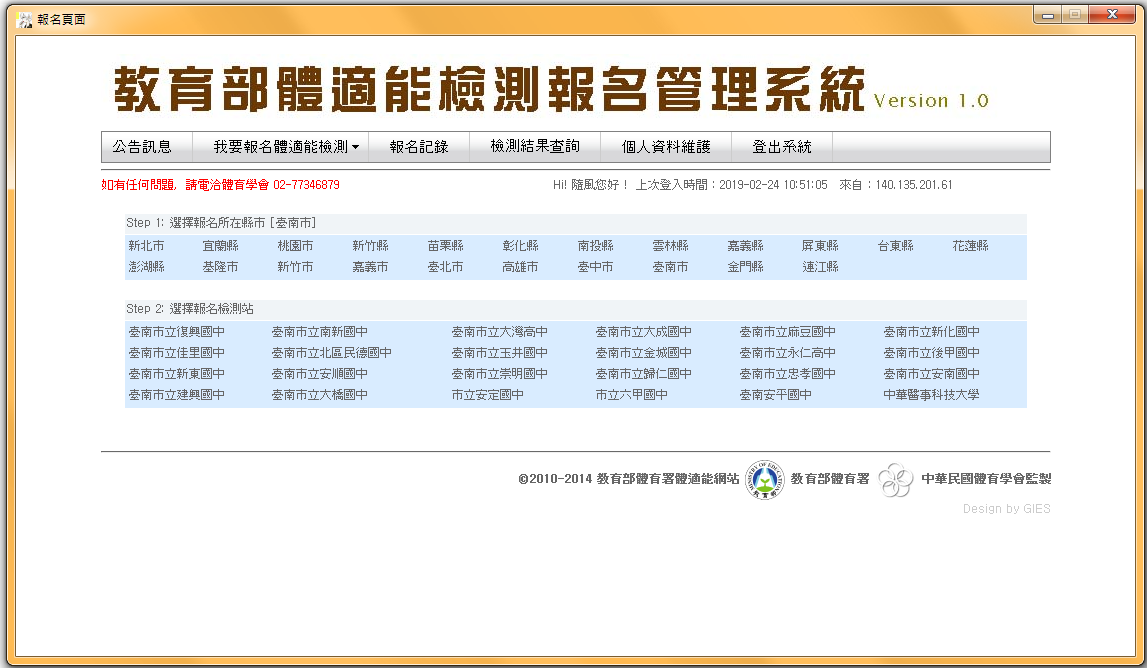 報名頁面
教育部體適能檢測報名管理系統 Version 1.0
公告訊息 我要報名體適能檢測 報名記錄 檢測結果查詢 個人資料維護 登出系統
如有任何問題, 請電洽體育學會 02-77346879 Hi! 隨風您好! 上次登入時間:2019-02-24 10:51:05 來自:140.135.201.61
Step 1: 選擇報名所在縣市 [臺南市]
新北市 宜蘭縣 桃園市 新竹縣 苗栗縣 彰化縣 南投縣 雲林縣 嘉義縣 屏東縣 台東縣 花蓮縣
澎湖縣 基隆市 新竹市 嘉義市 臺北市 高雄市 臺中市 臺南市 金門縣 連江縣
Step 2: 選擇報名檢測站
臺南市立復興國中 臺南市立南新國中 臺南市立大灣高中 臺南市立大成國中 臺南市立麻豆國中 臺南市立新化國中
臺南市立佳里國中 臺南市立北區民德國中 臺南市立玉井國中 臺南市立金城國中 臺南市立永仁高中 臺南市立後甲國中
臺南市立新東國中 臺南市立安順國中 臺南市立崇明國中 臺南市立歸仁國中 臺南市立忠孝國中 臺南市立安南國中
臺南市立建興國中 臺南市立大橋國中 市立安定國中 市立六甲國中 臺南安平國中 中華醫事科技大學
©2010-2014 教育部體育署體適能網站 教育部體育署 中華民國體育學會監製
Design by GIES